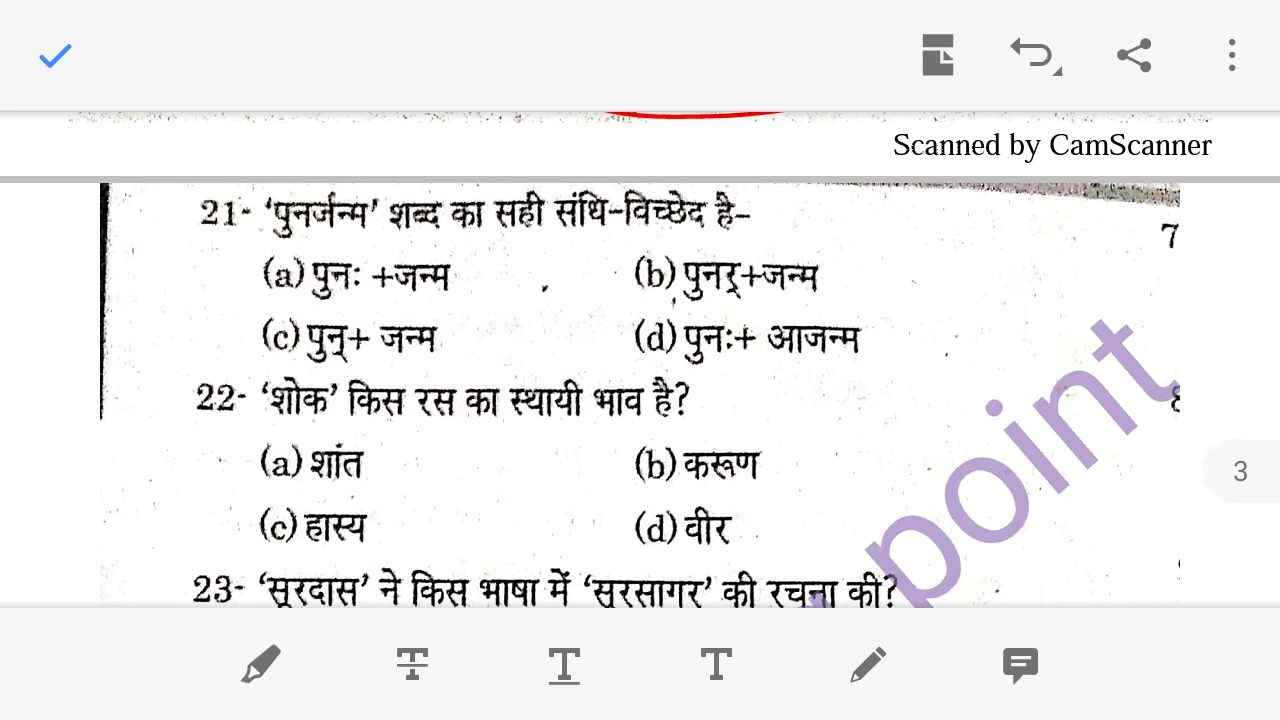 Scanned by CamScanner
21- ‘पुनर्जन्म’ शब्द का सही संधि-विच्छेद है-
7
(a) पुनः +जन्म
(b) पुनर्+जन्म
(c) पुन्+ जन्म
(d) पुनः+ आजन्म
22- ‘शोक’ किस रस का स्थायी भाव है?
(a) शांत
(b) करूण
(c) हास्य
(d) वीर
23- ‘सूरदास’ ने किस भाषा में ‘सूरसागर’ की रचना की?
point
3